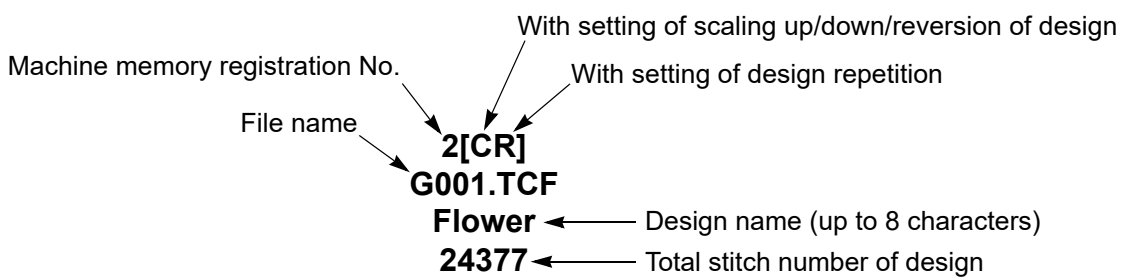 With setting of scaling up/down/reversion of design
Machine memory registration No.
With setting of design repetition
File name
2[CR]
G001.TCF
Flower
Design name (up to 8 characters)
24377
Total stitch number of design